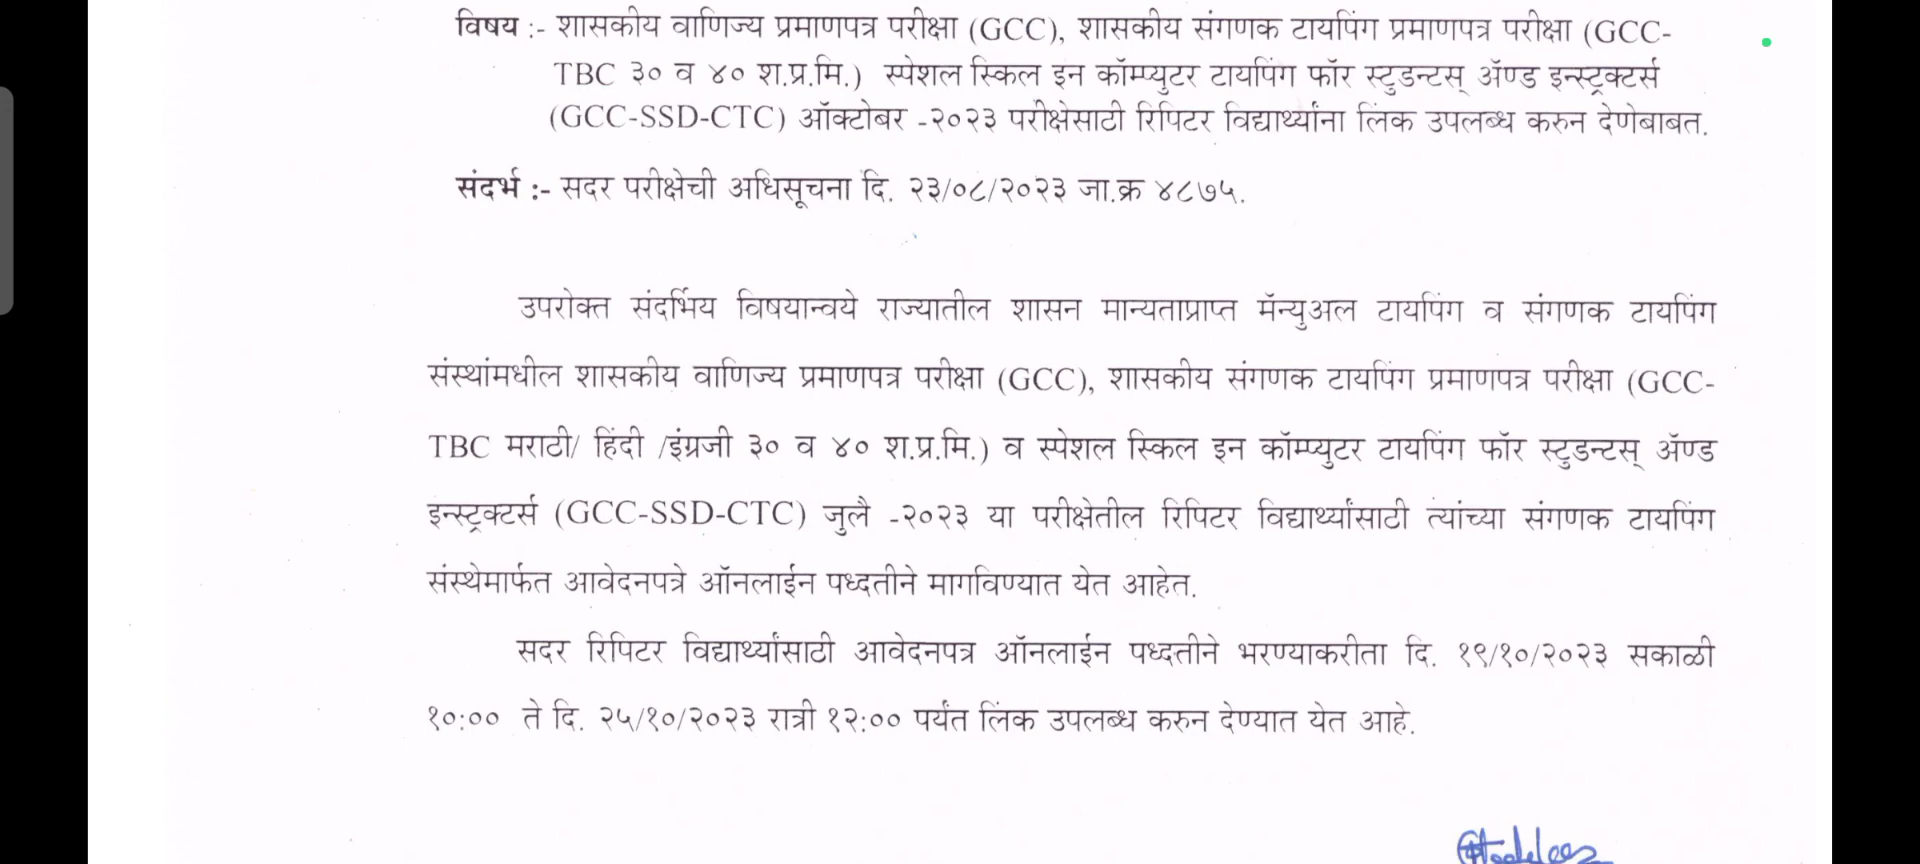 विषय :- शासकीय वाणिज्य प्रमाणपत्र परीक्षा (GCC), शासकीय संगणक टायपिंग प्रमाणपत्र परीक्षा (GCC-
TBC ३० व ४० श.प्र.मि.) स्पेशल स्किल इन कॉम्प्युटर टायपिंग फॉर स्टुडन्टस् ॲण्ड इन्स्ट्रक्टर्स
(GCC-SSD-CTC) ऑक्टोबर -२०२३ परीक्षेसाठी रिपिटर विद्यार्थ्यांना लिंक उपलब्ध करुन देणेबाबत.
संदर्भ :- सदर परीक्षेची अधिसूचना दि. २३/०८/२०२३ जा.क्र ४८७५.
उपरोक्त संदर्भिय विषयान्वये राज्यातील शासन मान्यताप्राप्त मॅन्युअल टायपिंग व संगणक टायपिंग
संस्थांमधील शासकीय वाणिज्य प्रमाणपत्र परीक्षा (GCC), शासकीय संगणक टायपिंग प्रमाणपत्र परीक्षा (GCC-
TBC मराठी/ हिंदी /इंग्रजी ३० व ४० श.प्र.मि.) व स्पेशल स्किल इन कॉम्प्युटर टायपिंग फॉर स्टुडन्टस् ॲण्ड
इन्स्ट्रक्टर्स (GCC-SSD-CTC) जुलै -२०२३ या परीक्षेतील रिपिटर विद्यार्थ्यांसाठी त्यांच्या संगणक टायपिंग
संस्थेमार्फत आवेदनपत्रे ऑनलाईन पध्दतीने मागविण्यात येत आहेत.
सदर रिपिटर विद्यार्थ्यांसाठी आवेदनपत्र ऑनलाईन पध्दतीने भरण्याकरीता दि. १९/१०/२०२३ सकाळी
१०:०० ते दि. २५/१०/२०२३ रात्री १२:०० पर्यंत लिंक उपलब्ध करुन देण्यात येत आहे.